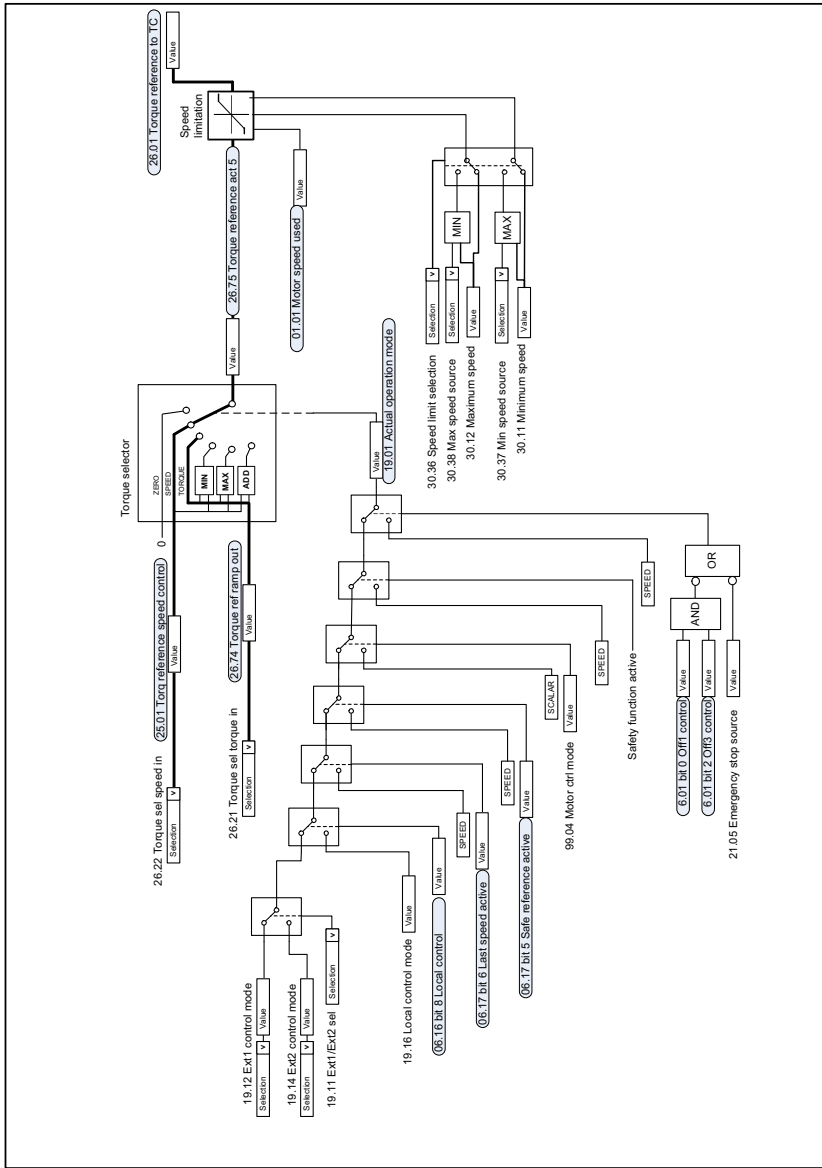 26.22 Torque sel speed in
Selection v
25.01 Torq reference speed control
Value
26.21 Torque sel torque in
Selection v
26.74 Torque ref ramp out
Value
Torque selector
0
ZERO
SPEED
TORQUE
MIN
MAX
ADD
Value
26.75 Torque reference act 5
Speed
limitation
Value
26.01 Torque reference to TC
Value
01.01 Motor speed used
19.12 Ext1 control mode
Selection v Value
19.14 Ext2 control mode
Selection v Value
19.11 Ext1/Ext2 sel
Selection v
19.16 Local control mode
Value
06.16 bit 8 Local control
Value
SPEED
06.17 bit 6 Last speed active
Value
SPEED
06.17 bit 5 Safe reference active
Value
SCALAR
99.04 Motor ctrl mode
Value
SPEED
Safety function active
SPEED
6.01 bit 0 Off1 control
Value
6.01 bit 2 Off3 control
Value
AND
OR
21.05 Emergency stop source
Value
Value
19.01 Actual operation mode
30.36 Speed limit selection
Selection v
30.38 Max speed source
Selection v
30.12 Maximum speed
Value
MIN
30.37 Min speed source
Selection v
30.11 Minimum speed
Value
MAX